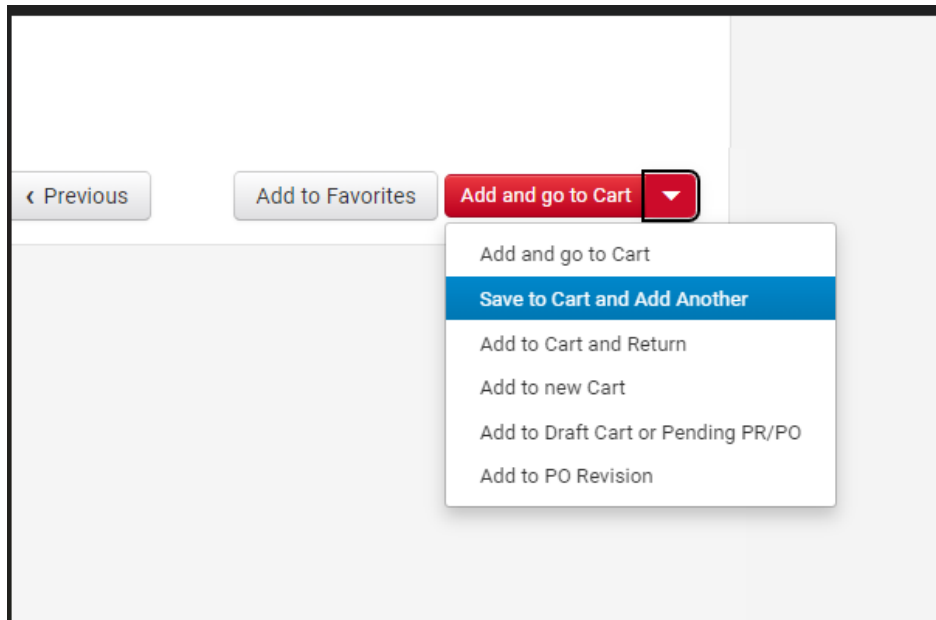 ‹ Previous
Add to Favorites
Add and go to Cart
Add and go to Cart
Save to Cart and Add Another
Add to Cart and Return
Add to new Cart
Add to Draft Cart or Pending PR/PO
Add to PO Revision